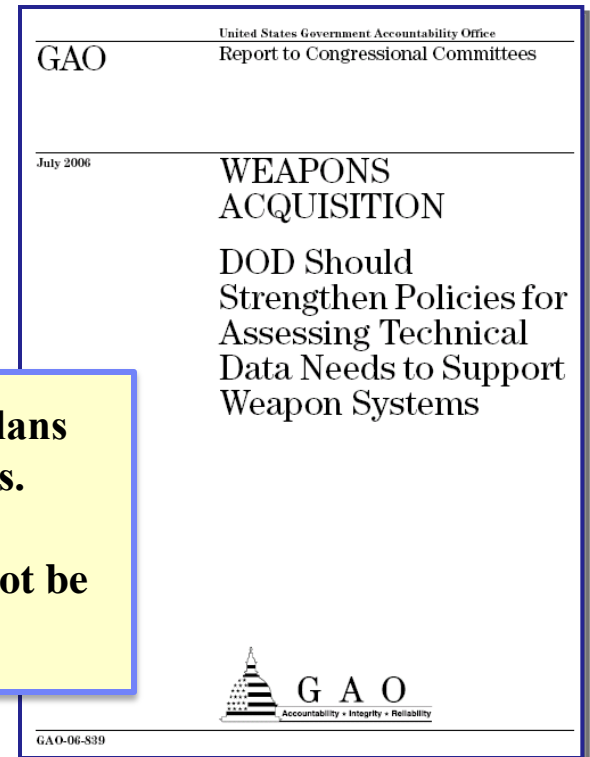 United States Government Accountability Office
GAO
Report to Congressional Committees
July 2006
WEAPONS
ACQUISITION
DOD Should
Strengthen Policies for
Assessing Technical
Data Needs to Support
Weapon Systems
lans
s.
ot be
G A O
Accountability * Integrity * Reliability
GAO-06-839